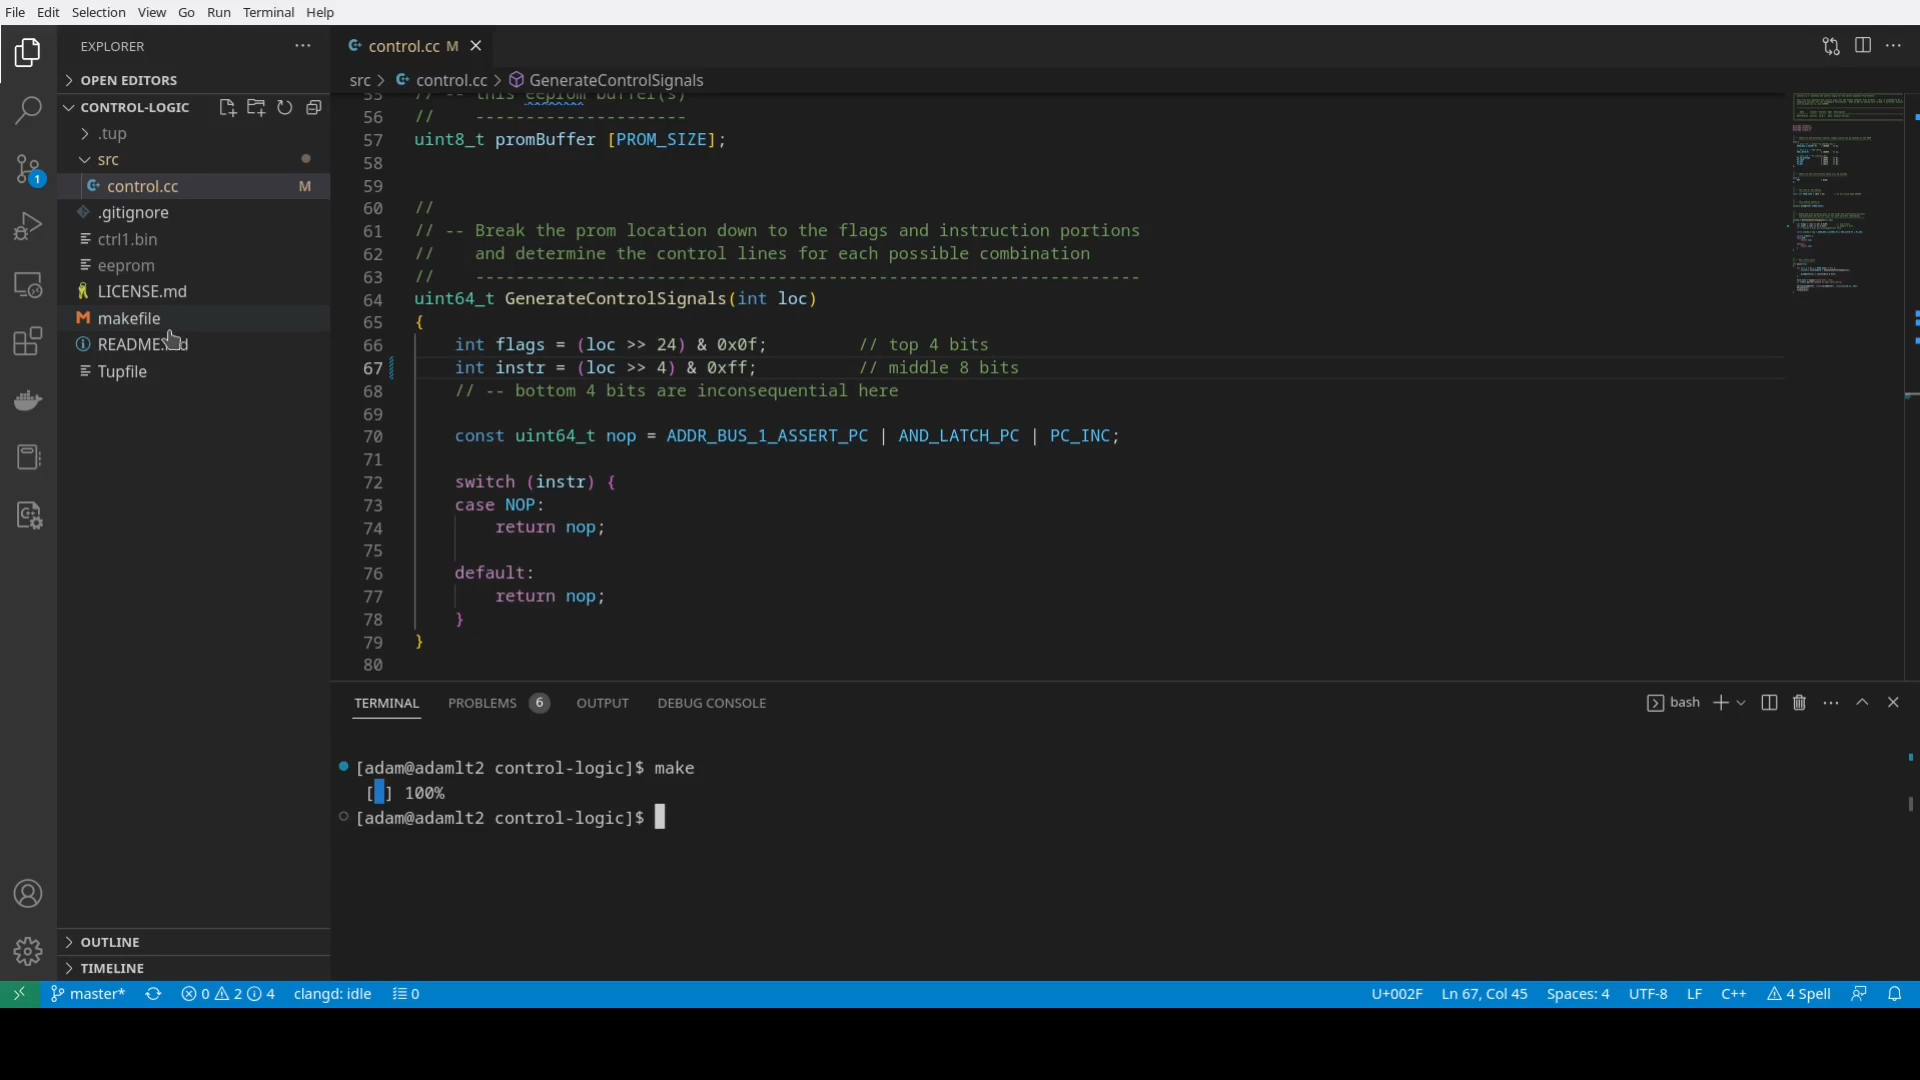 File Edit Selection View Go Run Terminal Help
EXPLORER
OPEN EDITORS
CONTROL-LOGIC
.tup
src
control.cc M
.gitignore
ctrl1.bin
eeprom
LICENSE.md
makefile
README.md
Tupfile
OUTLINE
TIMELINE
1
control.cc M
src > control.cc > GenerateControlSignals
55 // -- this eeprom buffer(s)
56 // ---------------------
57 uint8_t promBuffer [PROM_SIZE];
58
59
60 //
61 // -- Break the prom location down to the flags and instruction portions
62 //    and determine the control lines for each possible combination
63 //    ------------------------------------------------------------------
64 uint64_t GenerateControlSignals(int loc)
65 {
66     int flags = (loc >> 24) & 0x0f;         // top 4 bits
67     int instr = (loc >> 4) & 0xff;          // middle 8 bits
68     // -- bottom 4 bits are inconsequential here
69
70     const uint64_t nop = ADDR_BUS_1_ASSERT_PC | AND_LATCH_PC | PC_INC;
71
72     switch (instr) {
73     case NOP:
74         return nop;
75
76     default:
77         return nop;
78     }
79 }
80
TERMINAL PROBLEMS 6 OUTPUT DEBUG CONSOLE
bash
[adam@adamlt2 control-logic]$ make
[ ] 100%
[adam@adamlt2 control-logic]$
master* 0 2 4 clangd: idle 0
U+002F Ln 67, Col 45 Spaces: 4 UTF-8 LF C++ 4 Spell